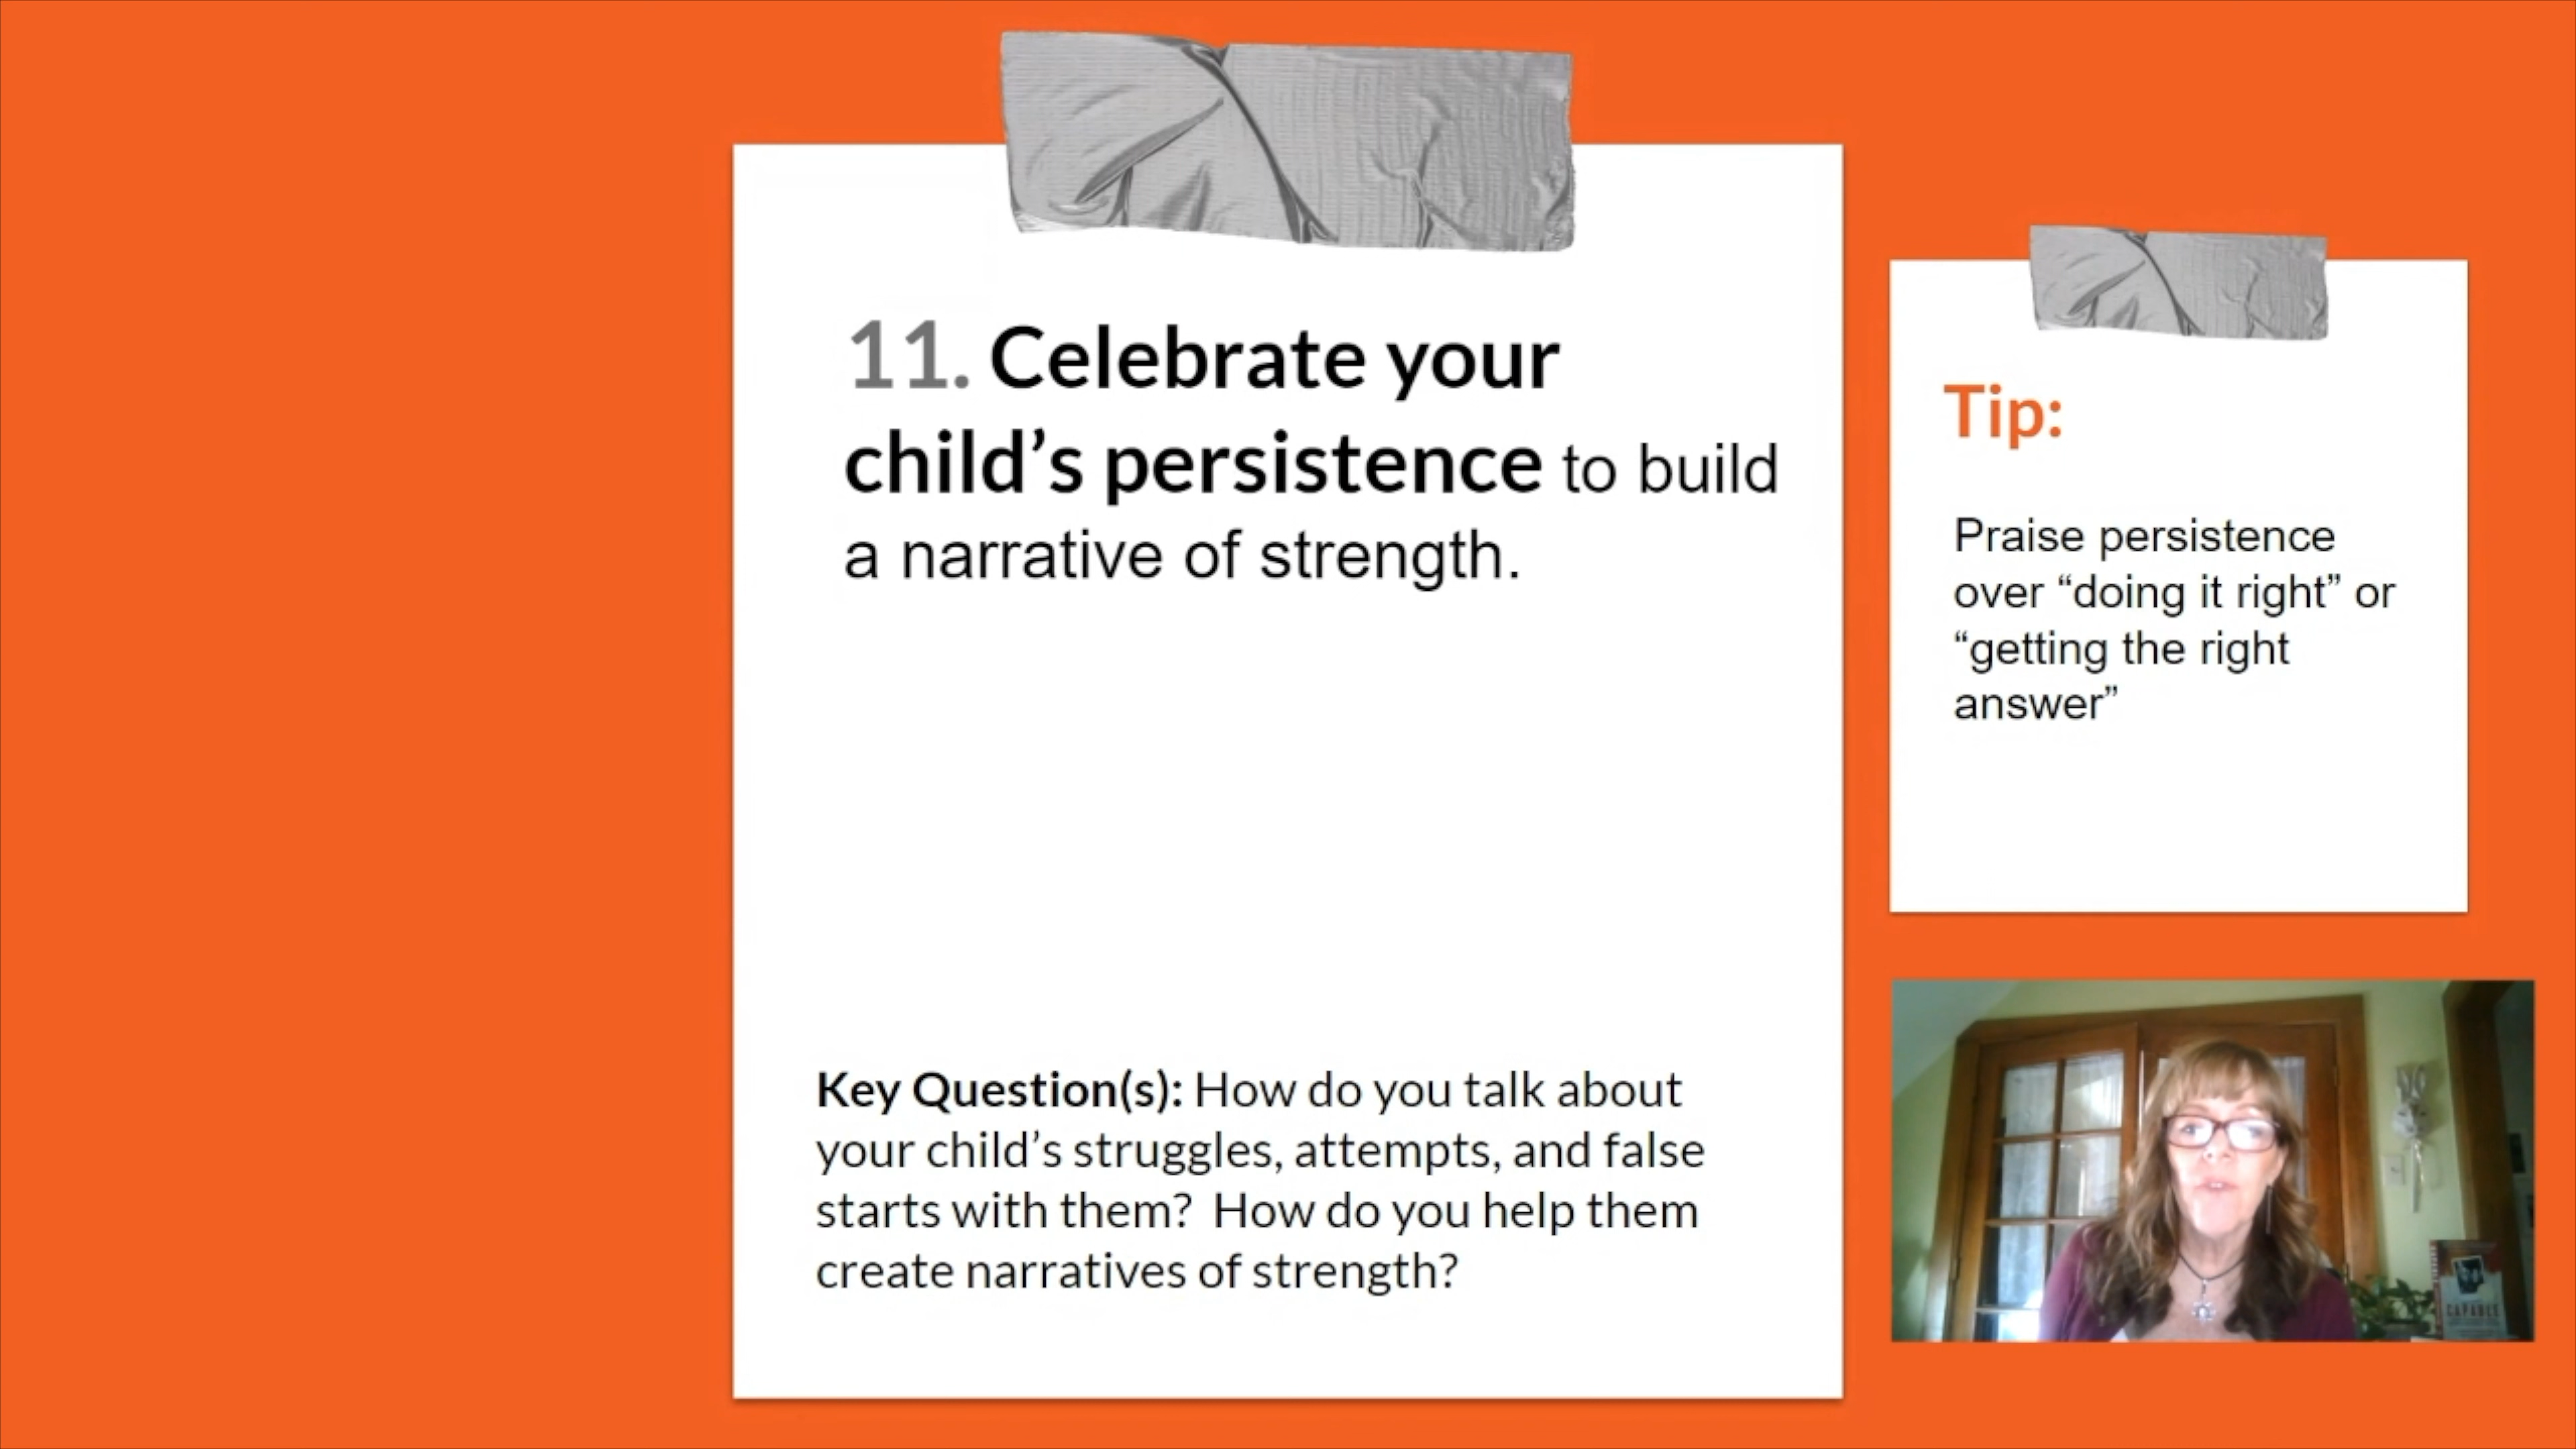 11. Celebrate your
child’s persistence to build
a narrative of strength.
Key Question(s): How do you talk about
your child’s struggles, attempts, and false
starts with them?  How do you help them
create narratives of strength?
Tip:
Praise persistence
over “doing it right” or
“getting the right
answer”
CAPABLE